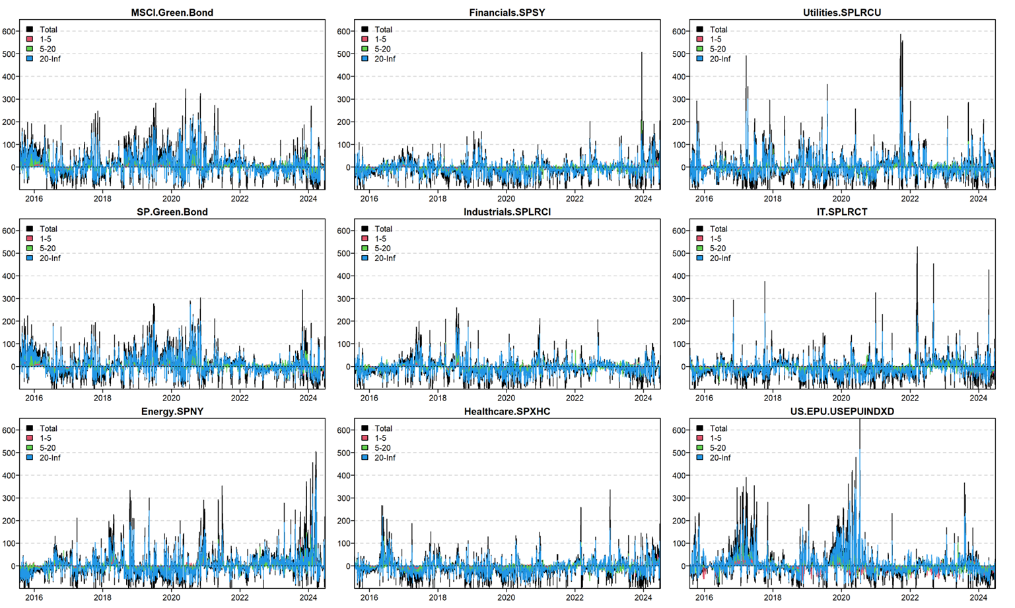 MSCI.Green.Bond
Financials.SPSY
Utilities.SPLRCU
600
500
400
300
200
100
0
Total
1-5
5-20
20-Inf
2016 2018 2020 2022 2024
600
500
400
300
200
100
0
Total
1-5
5-20
20-Inf
2016 2018 2020 2022 2024
600
500
400
300
200
100
0
Total
1-5
5-20
20-Inf
2016 2018 2020 2022 2024
SP.Green.Bond
Industrials.SPLRCI
IT.SPLRCT
600
500
400
300
200
100
0
Total
1-5
5-20
20-Inf
2016 2018 2020 2022 2024
600
500
400
300
200
100
0
Total
1-5
5-20
20-Inf
2016 2018 2020 2022 2024
600
500
400
300
200
100
0
Total
1-5
5-20
20-Inf
2016 2018 2020 2022 2024
Energy.SPNY
Healthcare.SPXHC
US.EPU.USEPUINDXD
600
500
400
300
200
100
0
Total
1-5
5-20
20-Inf
2016 2018 2020 2022 2024
600
500
400
300
200
100
0
Total
1-5
5-20
20-Inf
2016 2018 2020 2022 2024
600
500
400
300
200
100
0
Total
1-5
5-20
20-Inf
2016 2018 2020 2022 2024